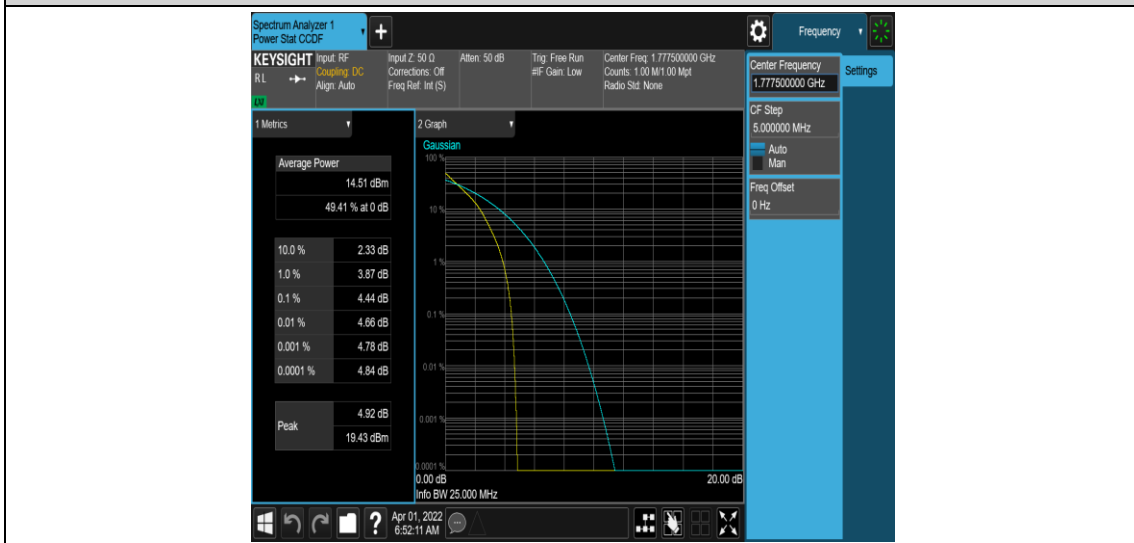 Spectrum Analyzer 1
Power Stat CCDF
+
Frequency
KEYSIGHT
RL
LXI
Input: RF
Coupling: DC
Align: Auto
Input Z: 50 Ω
Corrections: Off
Freq Ref: Int (S)
Atten: 50 dB
Trig: Free Run
#IF Gain: Low
Center Freq: 1.777500000 GHz
Counts: 1.00 M/1.00 Mpt
Radio Std: None
Center Frequency
1.777500000 GHz
Settings
CF Step
5.000000 MHz
Auto
Man
Freq Offset
0 Hz
1 Metrics
Average Power
14.51 dBm
49.41 % at 0 dB
10.0 % 2.33 dB
1.0 % 3.87 dB
0.1 % 4.44 dB
0.01 % 4.66 dB
0.001 % 4.78 dB
0.0001 % 4.84 dB
Peak
4.92 dB
19.43 dBm
2 Graph
Gaussian
100 %
10 %
1 %
0.1 %
0.01 %
0.001 %
0.0001 %
0.00 dB 20.00 dB
Info BW 25.000 MHz
?
Apr 01, 2022
6:52:11 AM